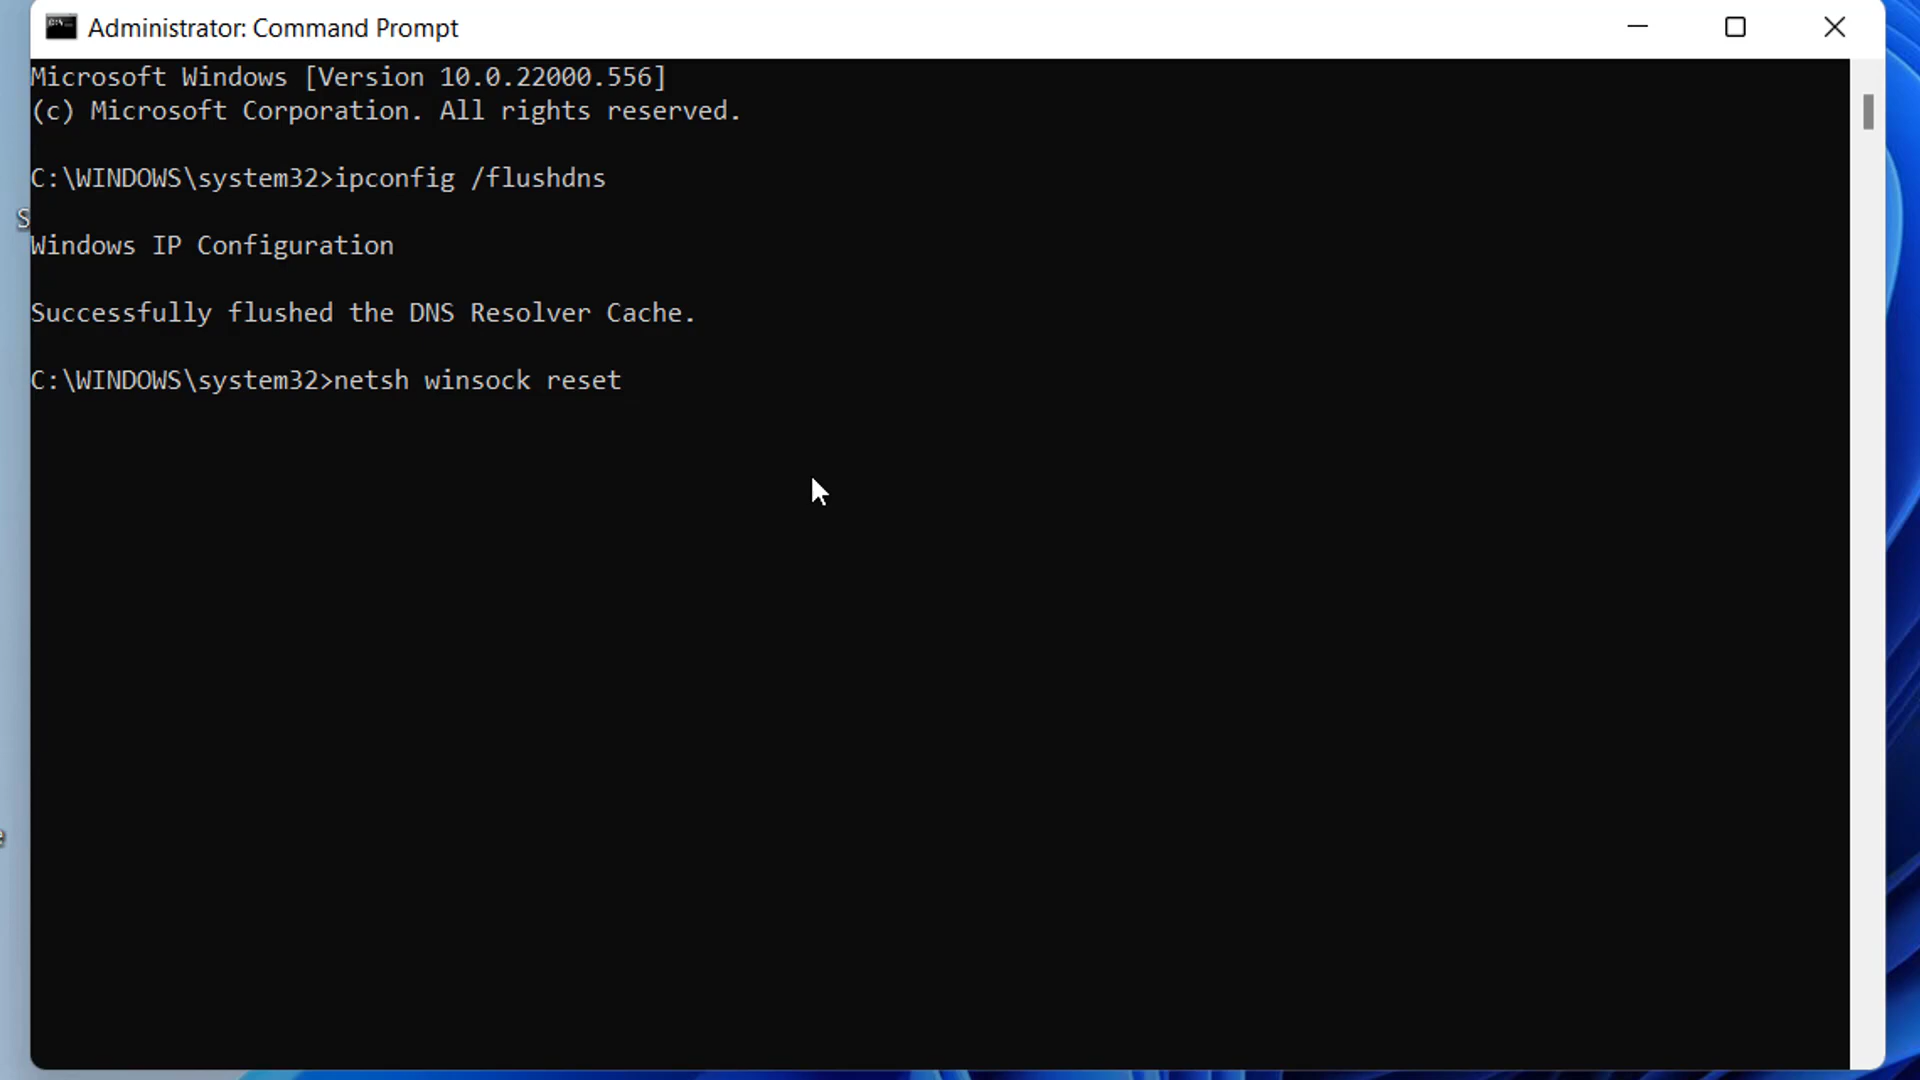 Administrator: Command Prompt
Microsoft Windows [Version 10.0.22000.556]
(c) Microsoft Corporation. All rights reserved.
C:\WINDOWS\system32>ipconfig /flushdns
S
Windows IP Configuration
Successfully flushed the DNS Resolver Cache.
C:\WINDOWS\system32>netsh winsock reset
e